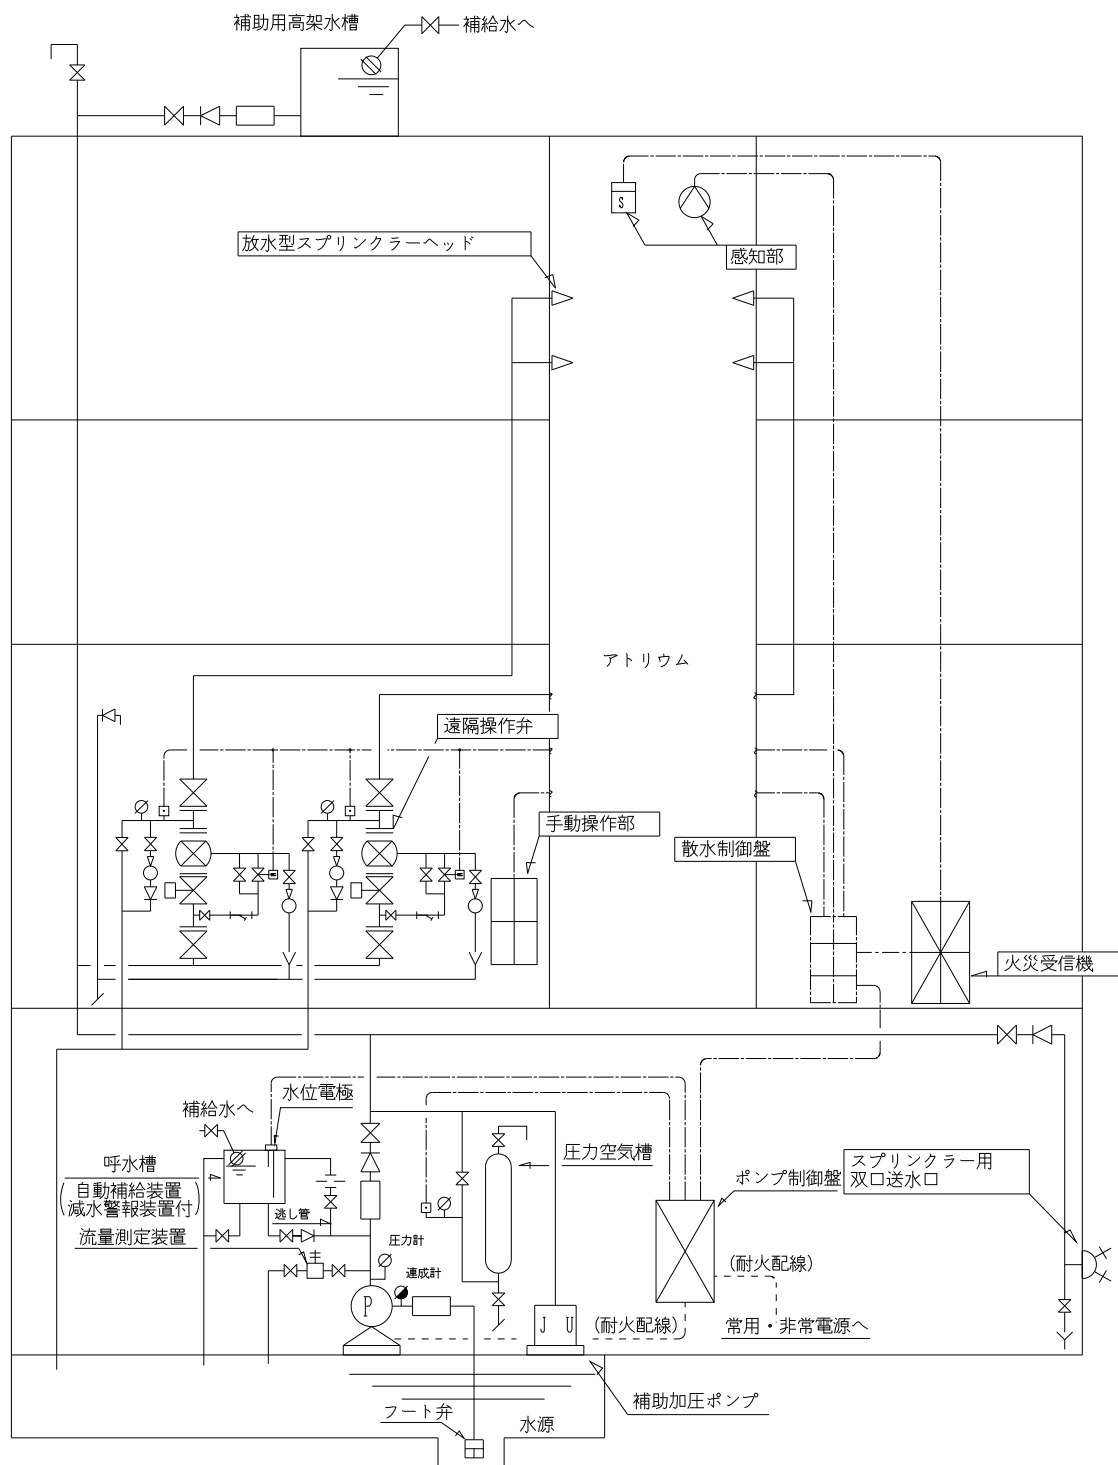 補助用高架水槽
補給水へ
S
放水型スプリンクラーヘッド
感知部
アトリウム
遠隔操作弁
手動操作部
散水制御盤
M
M
火災受信機
水位電極
補給水へ
呼水槽
(自動補給装置
減水警報装置付)
逃し管
流量測定装置
圧力計
連成計
圧力空気槽
ポンプ制御盤
スプリンクラー用
双口送水口
(耐火配線)
P
J U
(耐火配線)
常用・非常電源へ
補助加圧ポンプ
フート弁
水源